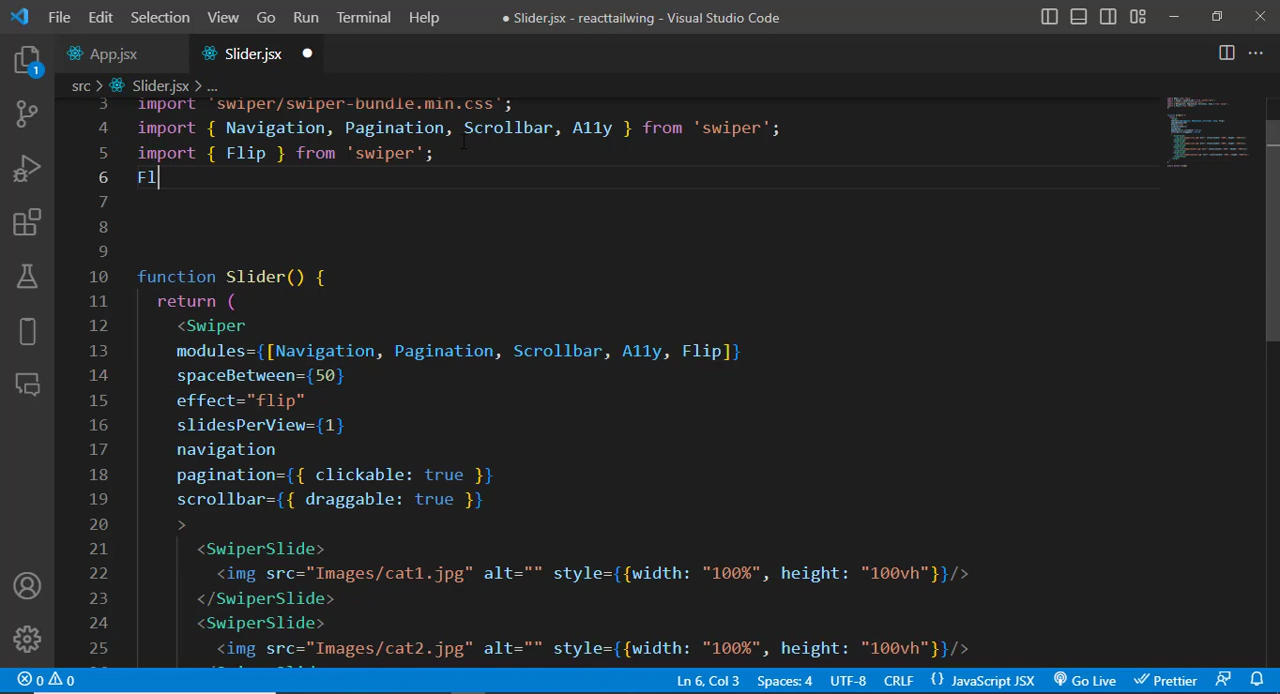 File Edit Selection View Go Run Terminal Help
● Slider.jsx - reacttailwing - Visual Studio Code
App.jsx Slider.jsx
1
src > Slider.jsx > ...
3 import 'swiper/swiper-bundle.min.css';
4 import { Navigation, Pagination, Scrollbar, A11y } from 'swiper';
5 import { Flip } from 'swiper';
6 Fl
7
8
9
10 function Slider() {
11 return (
12 <Swiper
13 modules={[Navigation, Pagination, Scrollbar, A11y, Flip]}
14 spaceBetween={50}
15 effect="flip"
16 slidesPerView={1}
17 navigation
18 pagination={{ clickable: true }}
19 scrollbar={{ draggable: true }}
20 >
21 <SwiperSlide>
22 <img src="Images/cat1.jpg" alt="" style={{width: "100%", height: "100vh"}}/>
23 </SwiperSlide>
24 <SwiperSlide>
25 <img src="Images/cat2.jpg" alt="" style={{width: "100%", height: "100vh"}}/>
0 0 Ln 6, Col 3 Spaces: 4 UTF-8 CRLF {} JavaScript JSX Go Live Prettier